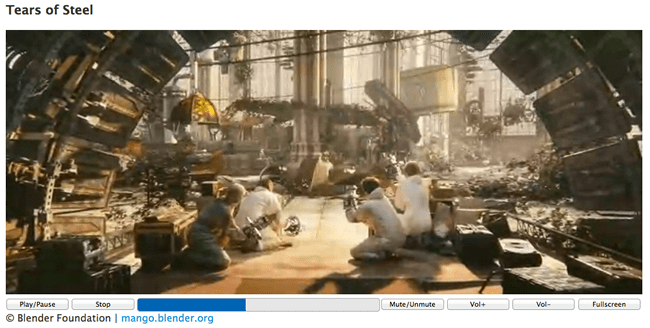 Tears of Steel
Play/Pause Stop Mute/Unmute Vol+ Vol- Fullscreen
© Blender Foundation | mango.blender.org